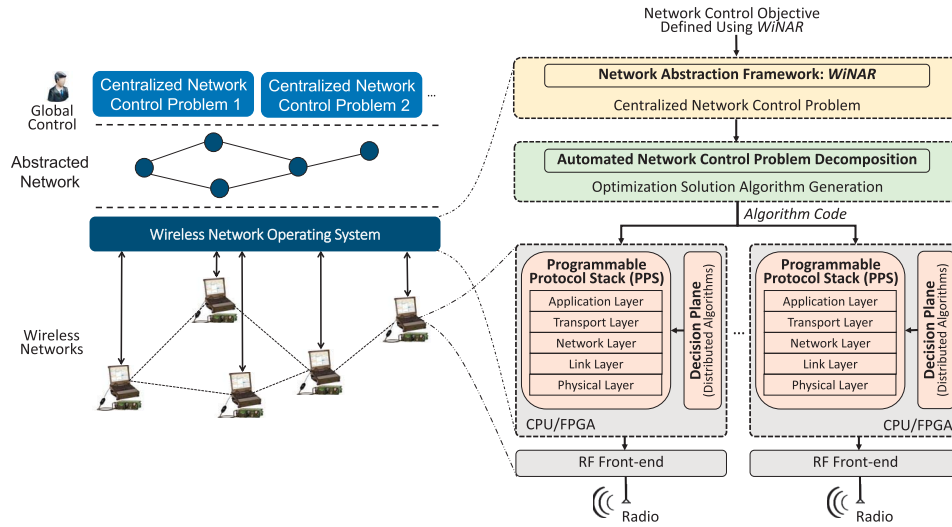 Global
Control
Centralized Network
Control Problem 1
Centralized Network
Control Problem 2
...
Abstracted
Network
Wireless Network Operating System
Wireless
Networks
Network Control Objective
Defined Using WiNAR
Network Abstraction Framework: WiNAR
Centralized Network Control Problem
Automated Network Control Problem Decomposition
Optimization Solution Algorithm Generation
Algorithm Code
Programmable
Protocol Stack (PPS)
Application Layer
Transport Layer
Network Layer
Link Layer
Physical Layer
Decision Plane
(Distributed Algorithms)
CPU/FPGA
RF Front-end
Radio
...
Programmable
Protocol Stack (PPS)
Application Layer
Transport Layer
Network Layer
Link Layer
Physical Layer
Decision Plane
(Distributed Algorithms)
CPU/FPGA
RF Front-end
Radio